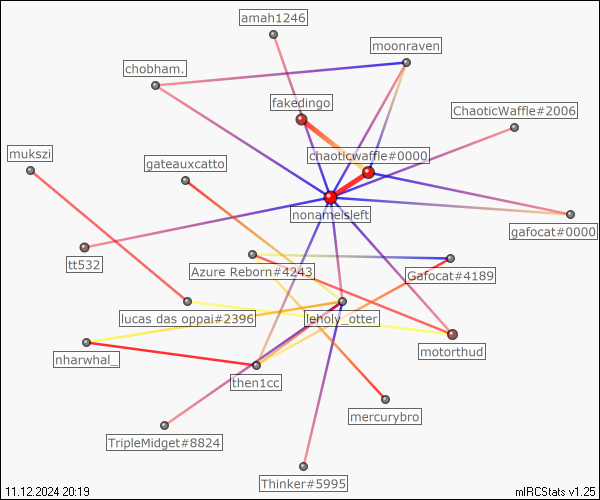 amah1246
moonraven
chobham.
fakedingo
ChaoticWaffle#2006
mukszi
gateauxcatto
chaoticwaffle#0000
nonameisleft
gafocat#0000
tt532
Azure Reborn#4243
Gafocat#4189
lucas das oppai#2396
leholy_otter
motorthud
nharwhal_
then1cc
mercurybro
TripleMidget#8824
Thinker#5995
11.12.2024 20:19
mIRCStats v1.25